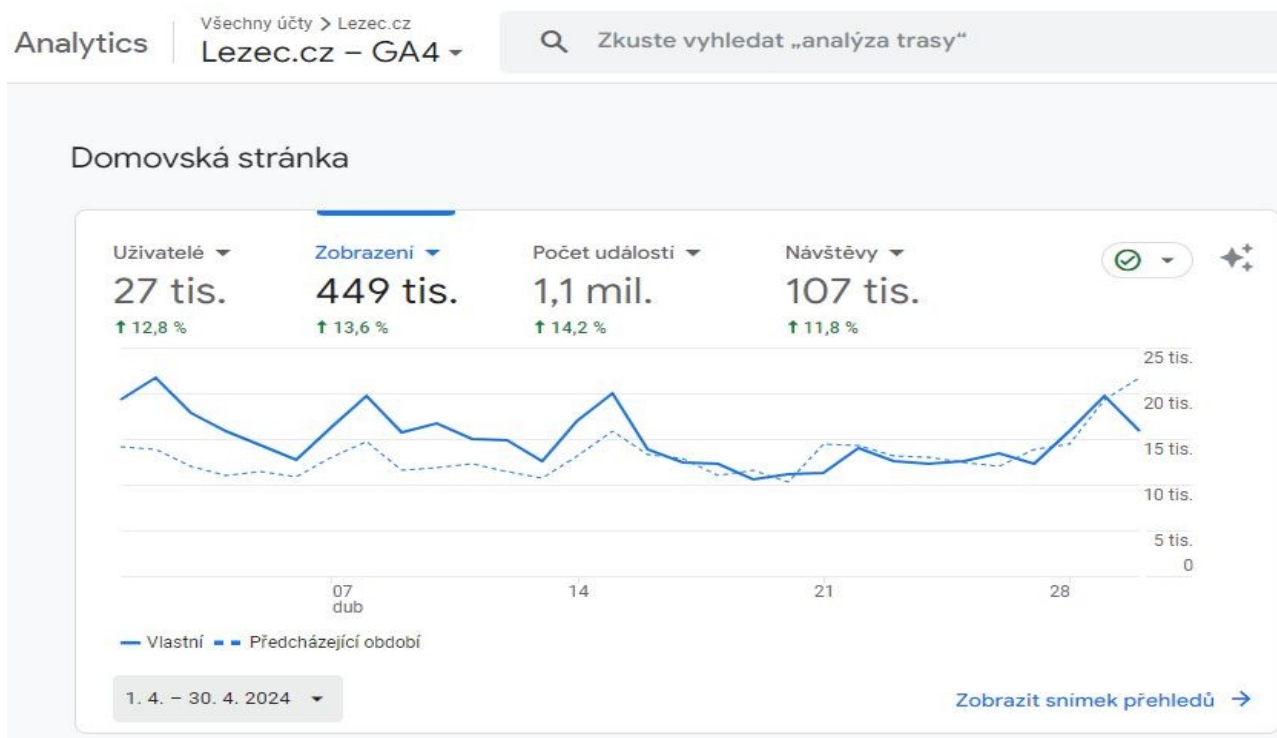 Analytics
Všechny účty > Lezec.cz
Lezec.cz – GA4
Zkuste vyhledat „analýza trasy“
Domovská stránka
Uživatelé Zobrazení Počet událostí Návštěvy
27 tis. 449 tis. 1,1 mil. 107 tis.
↑ 12,8 % ↑ 13,6 % ↑ 14,2 % ↑ 11,8 %
25 tis.
20 tis.
15 tis.
10 tis.
5 tis.
0
07 14 21 28
dub
Vlastní Předcházející období
1. 4. – 30. 4. 2024
Zobrazit snímek přehledů →